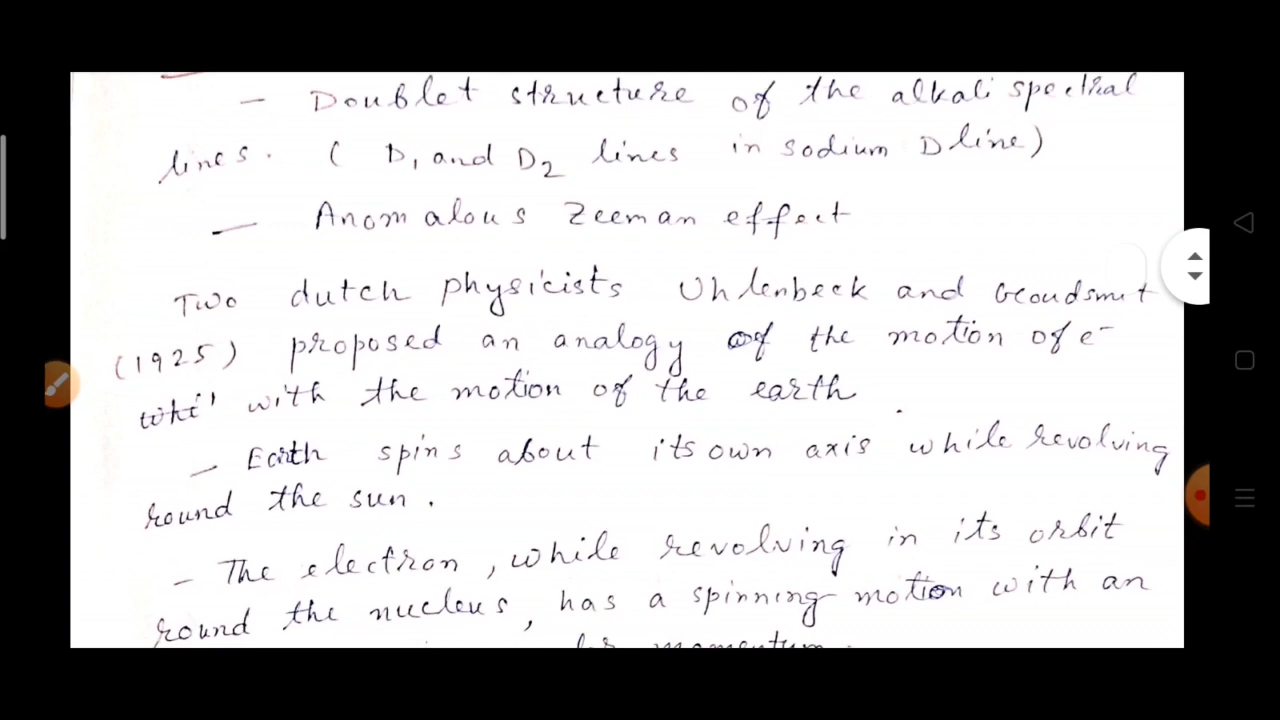 — Doublet structure of the alkali spectral
lines. ( D1 and D2 lines in sodium D line)
— Anomalous Zeeman effect
Two dutch physicists Uhlenbeck and Goudsmit
(1925) proposed an analogy of the motion of e-
with the motion of the earth.
— Earth spins about its own axis while revolving
round the sun.
— The electron, while revolving in its orbit
round the nucleus, has a spinning motion with an
momentum.